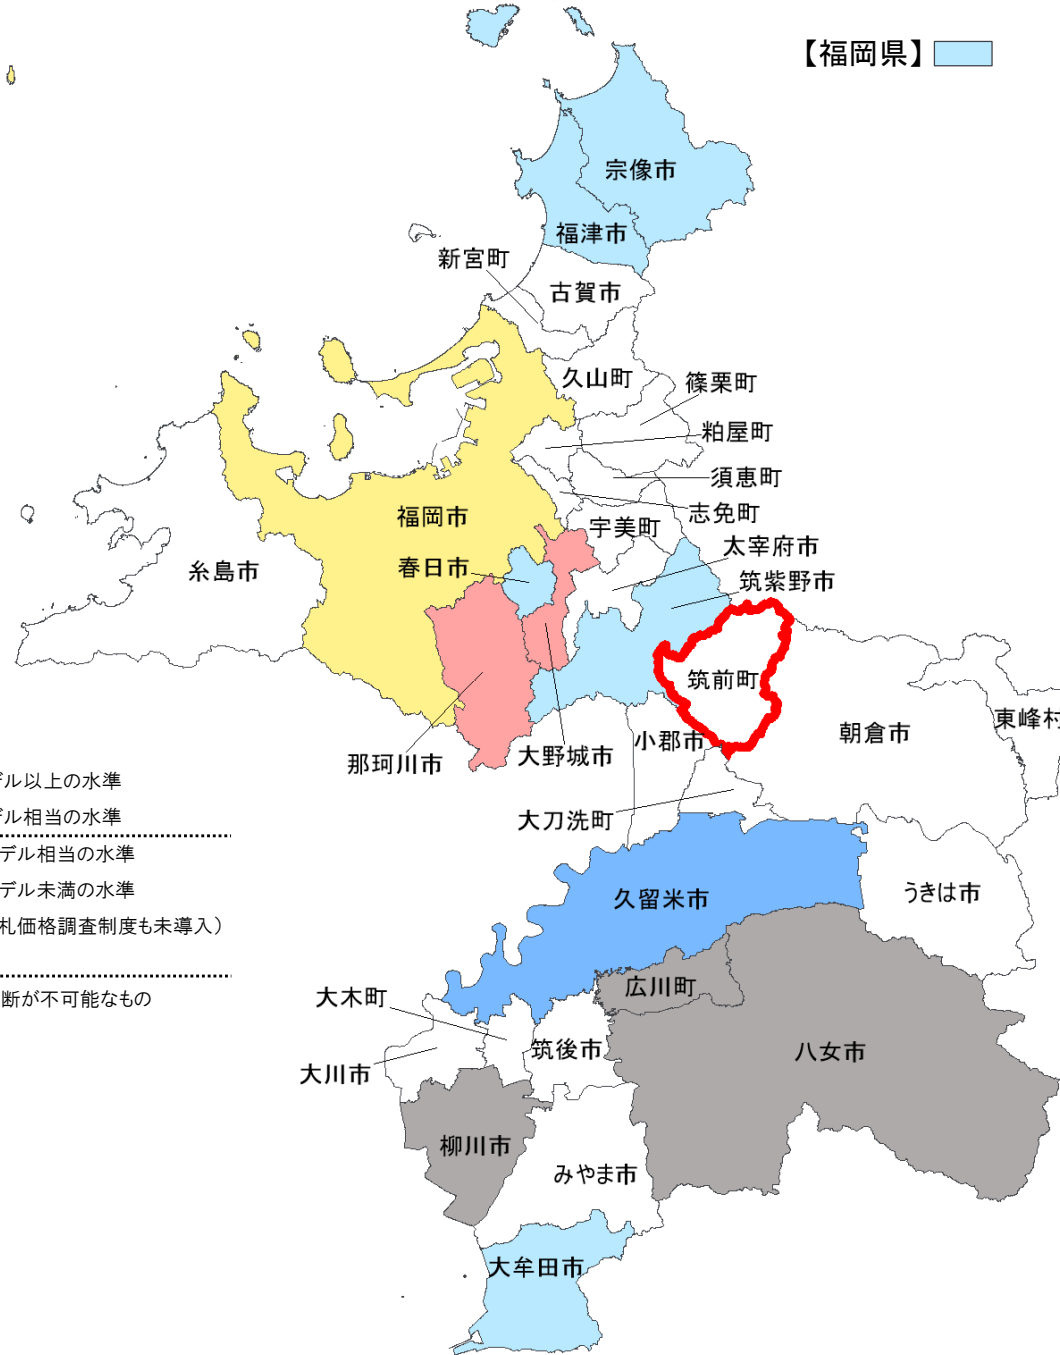 【福岡県】
宗像市
福津市
新宮町
古賀市
久山町
篠栗町
粕屋町
須恵町
志免町
福岡市
宇美町
太宰府市
春日市
糸島市
筑紫野市
筑前町
東峰村
朝倉市
小郡市
大野城市
那珂川市
デル以上の水準
デル相当の水準
大刀洗町
デル相当の水準
デル未満の水準
うきは市
久留米市
札価格調査制度も未導入）
広川町
大木町
断が不可能なもの
筑後市
八女市
大川市
柳川市
みやま市
大牟田市